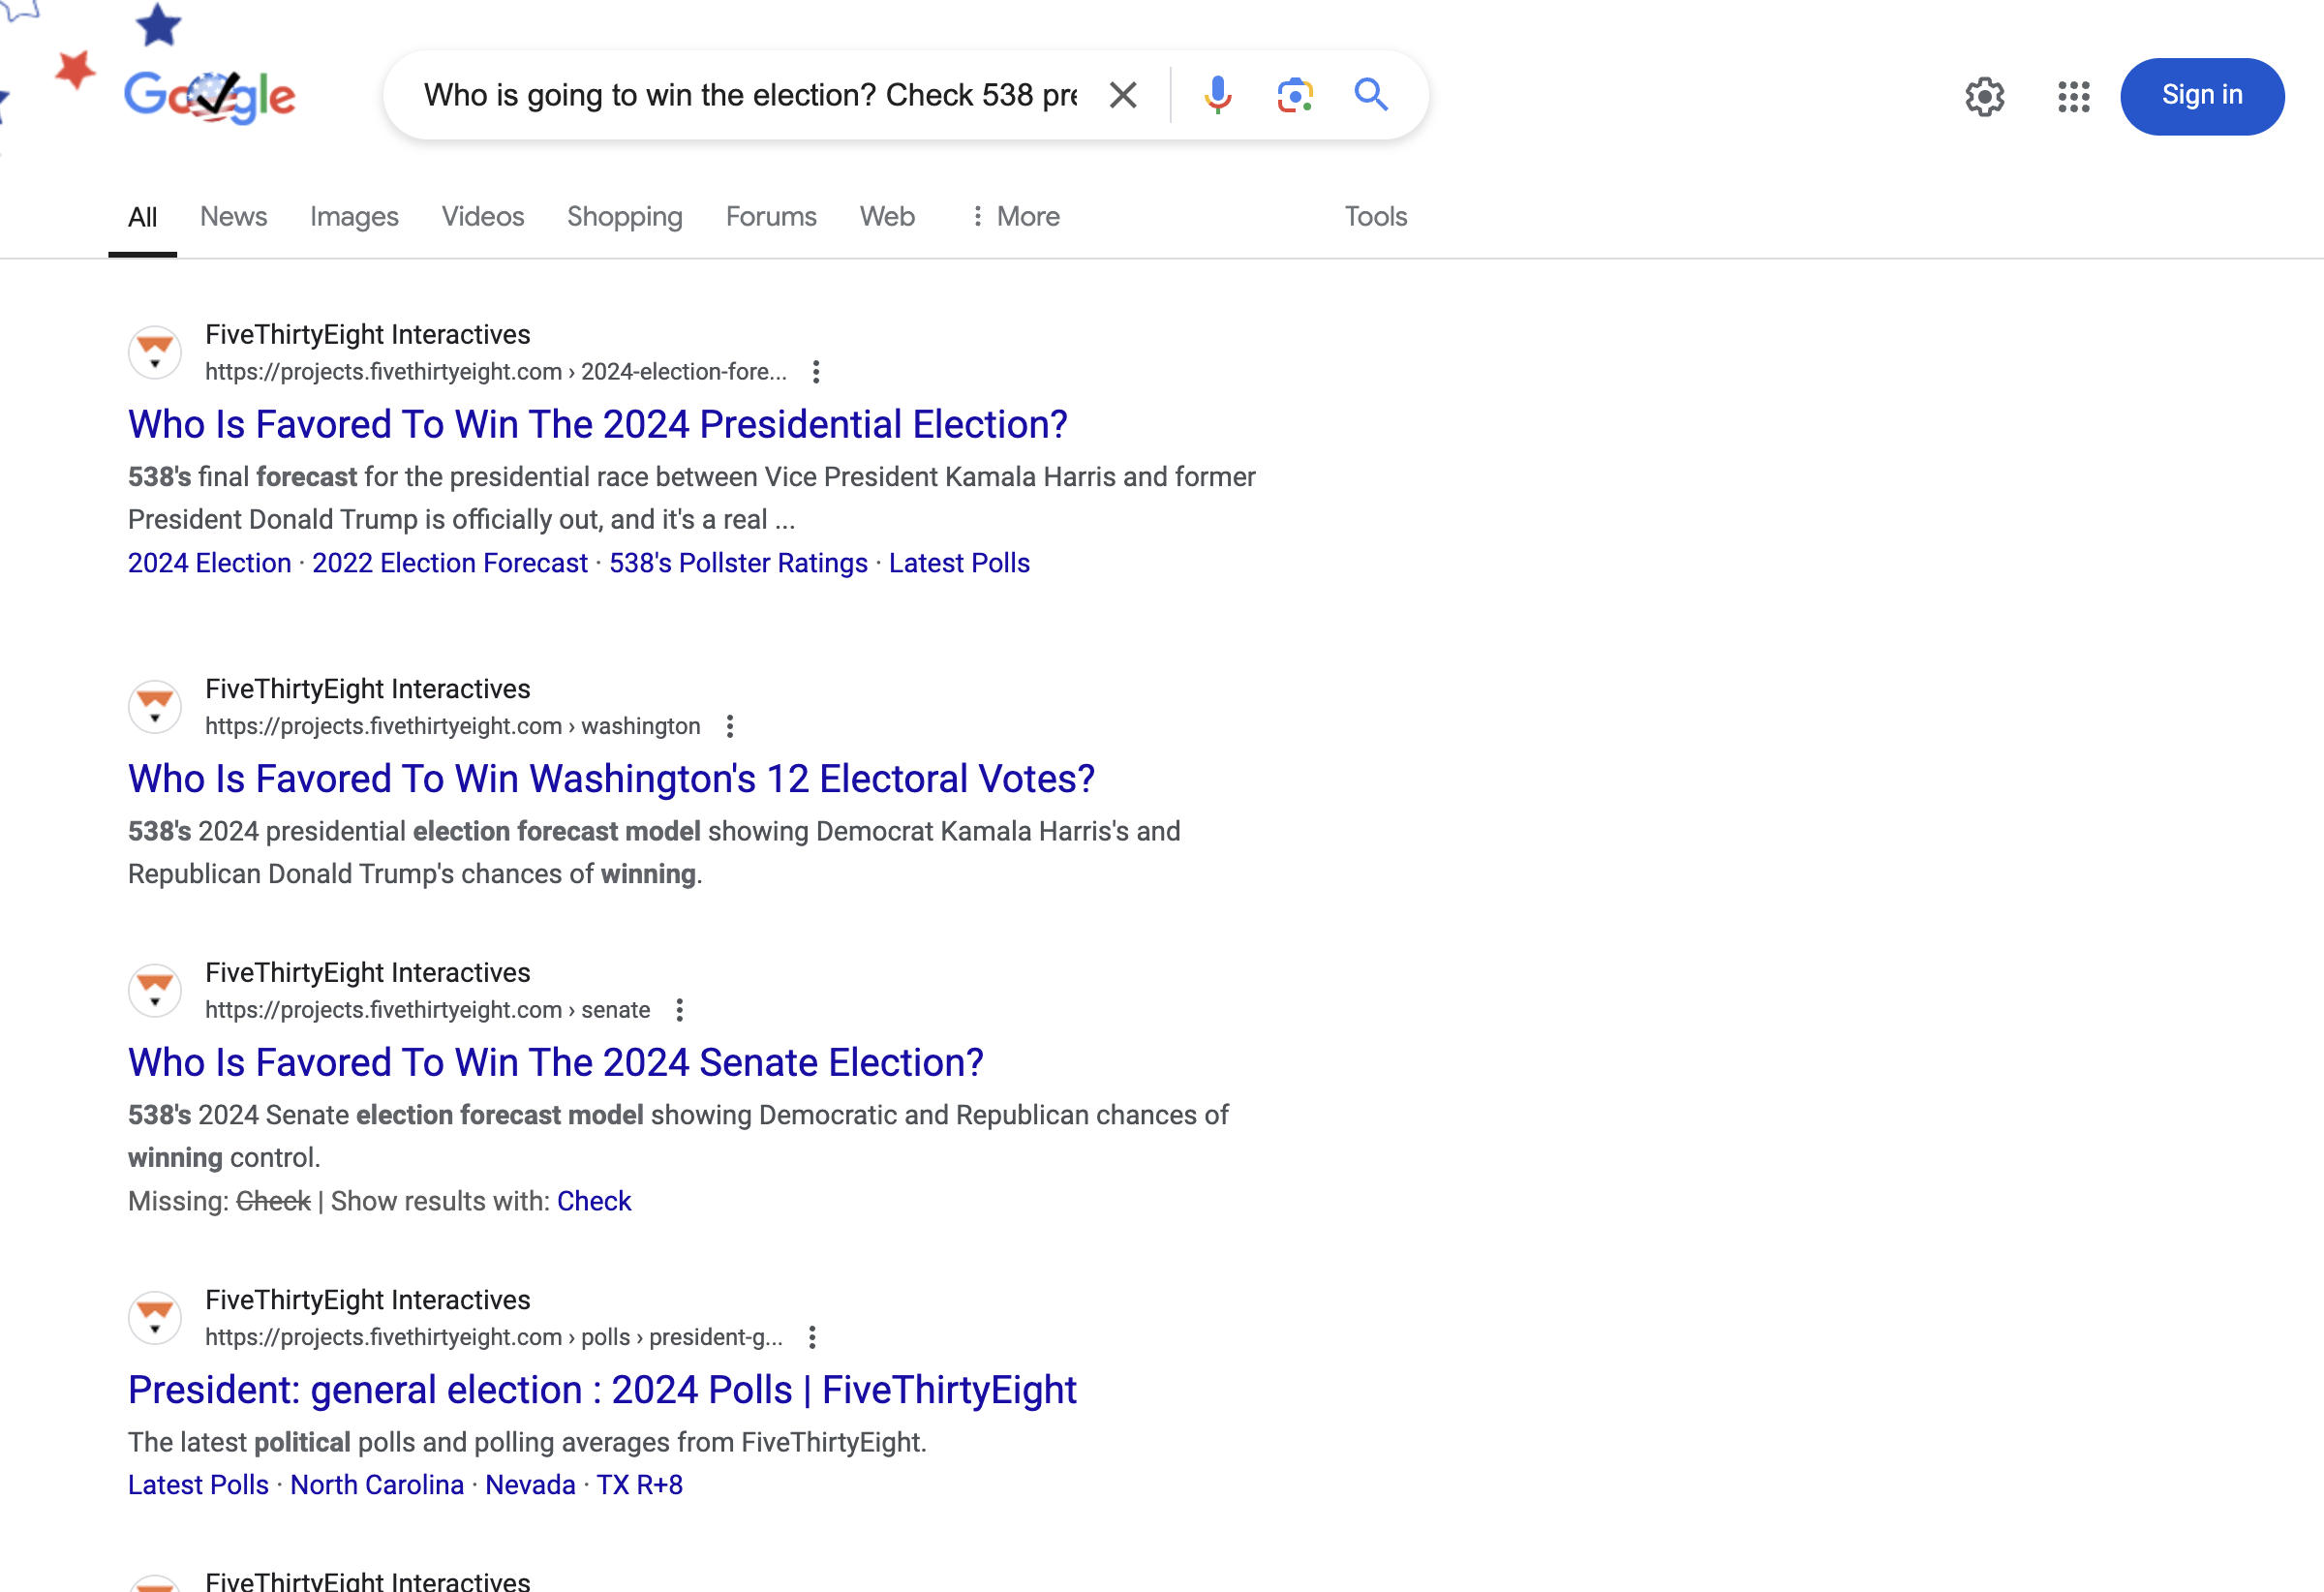 Google
Who is going to win the election? Check 538 pre
Sign in
All News Images Videos Shopping Forums Web More Tools
FiveThirtyEight Interactives
https://projects.fivethirtyeight.com › 2024-election-fore...
Who Is Favored To Win The 2024 Presidential Election?
538's final forecast for the presidential race between Vice President Kamala Harris and former
President Donald Trump is officially out, and it's a real ...
2024 Election · 2022 Election Forecast · 538's Pollster Ratings · Latest Polls
FiveThirtyEight Interactives
https://projects.fivethirtyeight.com › washington
Who Is Favored To Win Washington's 12 Electoral Votes?
538's 2024 presidential election forecast model showing Democrat Kamala Harris's and
Republican Donald Trump's chances of winning.
FiveThirtyEight Interactives
https://projects.fivethirtyeight.com › senate
Who Is Favored To Win The 2024 Senate Election?
538's 2024 Senate election forecast model showing Democratic and Republican chances of
winning control.
Missing: Check | Show results with: Check
FiveThirtyEight Interactives
https://projects.fivethirtyeight.com › polls › president-g...
President: general election : 2024 Polls | FiveThirtyEight
The latest political polls and polling averages from FiveThirtyEight.
Latest Polls · North Carolina · Nevada · TX R+8
FiveThirtyEight Interactives